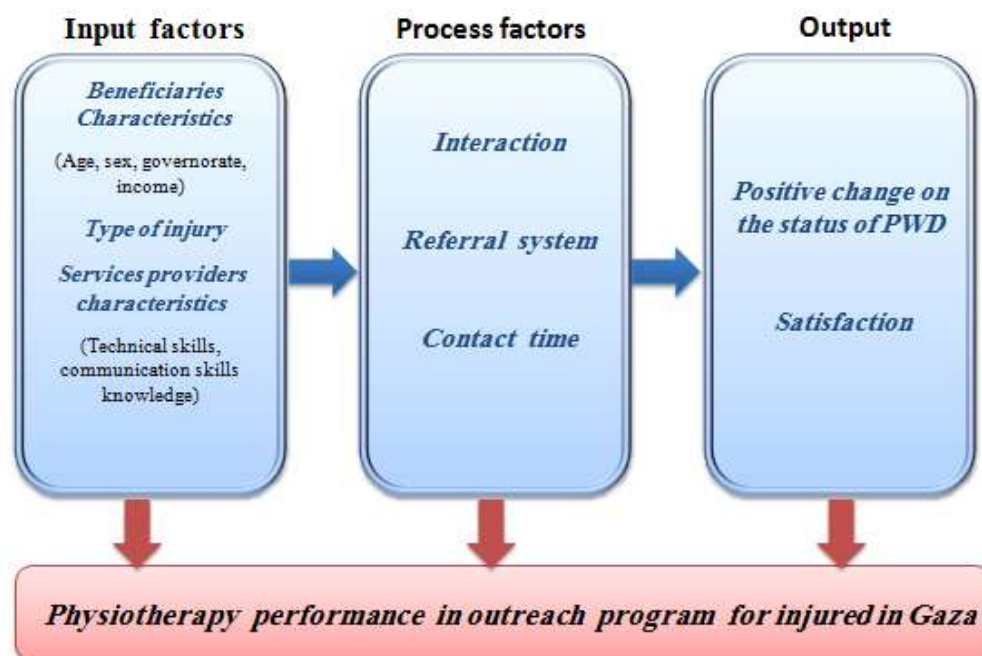 Input factors
Beneficiaries
Characteristics
(Age, sex, governorate,
income)
Type of injury
Services providers
characteristics
(Technical skills,
communication skills
knowledge)
Process factors
Interaction
Referral system
Contact time
Output
Positive change on
the status of PWD
Satisfaction
Physiotherapy performance in outreach program for injured in Gaza